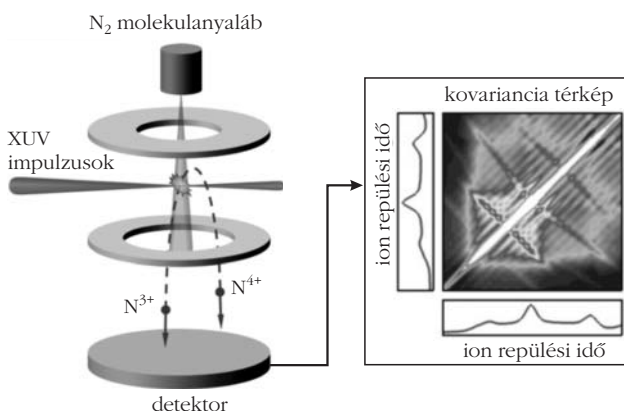 N₂ molekulanyaláb
XUV
impulzusok
N³⁺
N⁴⁺
detektor
kovariancia térkép
ion repülési idő
ion repülési idő